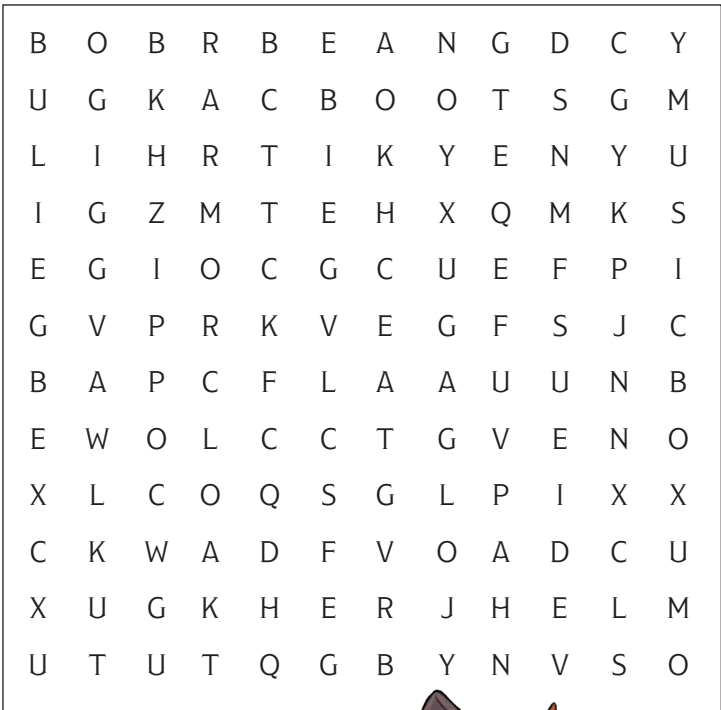 B O B R B E A N G D C Y
U G K A C B O O T S G M
L I H R T I K Y E N Y U
I G Z M T E H X Q M K S
E G I O C G C U E F P I
G V P R K V E G F S J C
B A P C F L A A U U N B
E W O L C C T G V E N O
X L C O Q S G L P I X X
C K W A D F V O A D C U
X U G K H E R J H E L M
U T U T Q G B Y N V S O